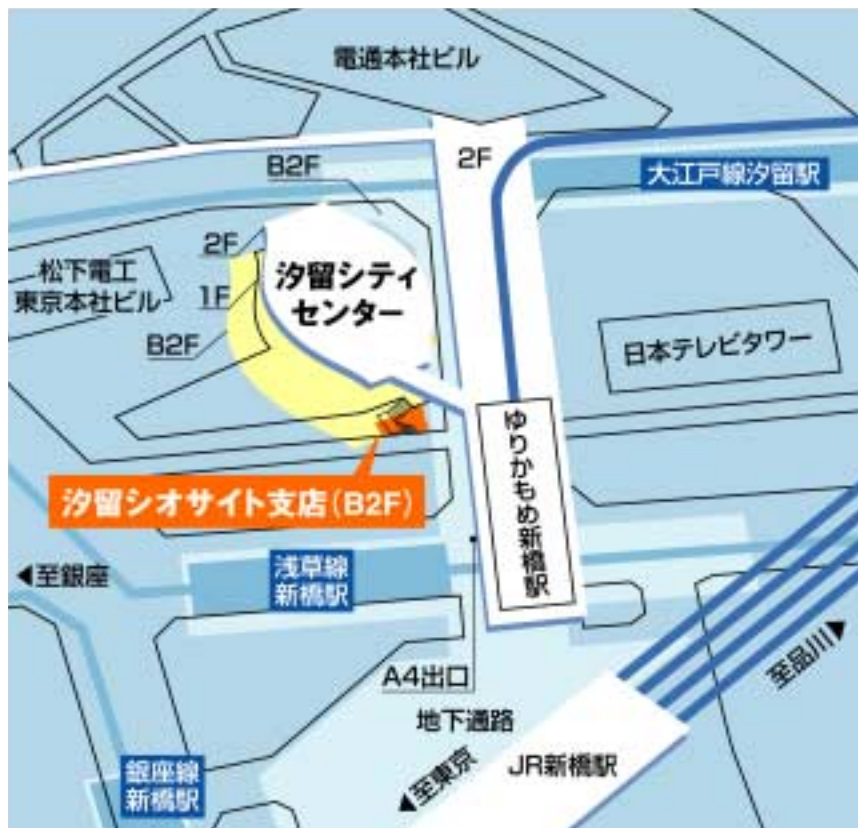 電通本社ビル
2F
B2F
大江戸線汐留駅
2F
松下電工
東京本社ビル
汐留シティ
センター
1F
B2F
日本テレビタワー
ゆりかもめ新橋駅
汐留シオサイト支店(B2F)
◀至銀座
浅草線
新橋駅
A4出口
至品川▶
地下通路
銀座線
新橋駅
◀至東京
JR新橋駅